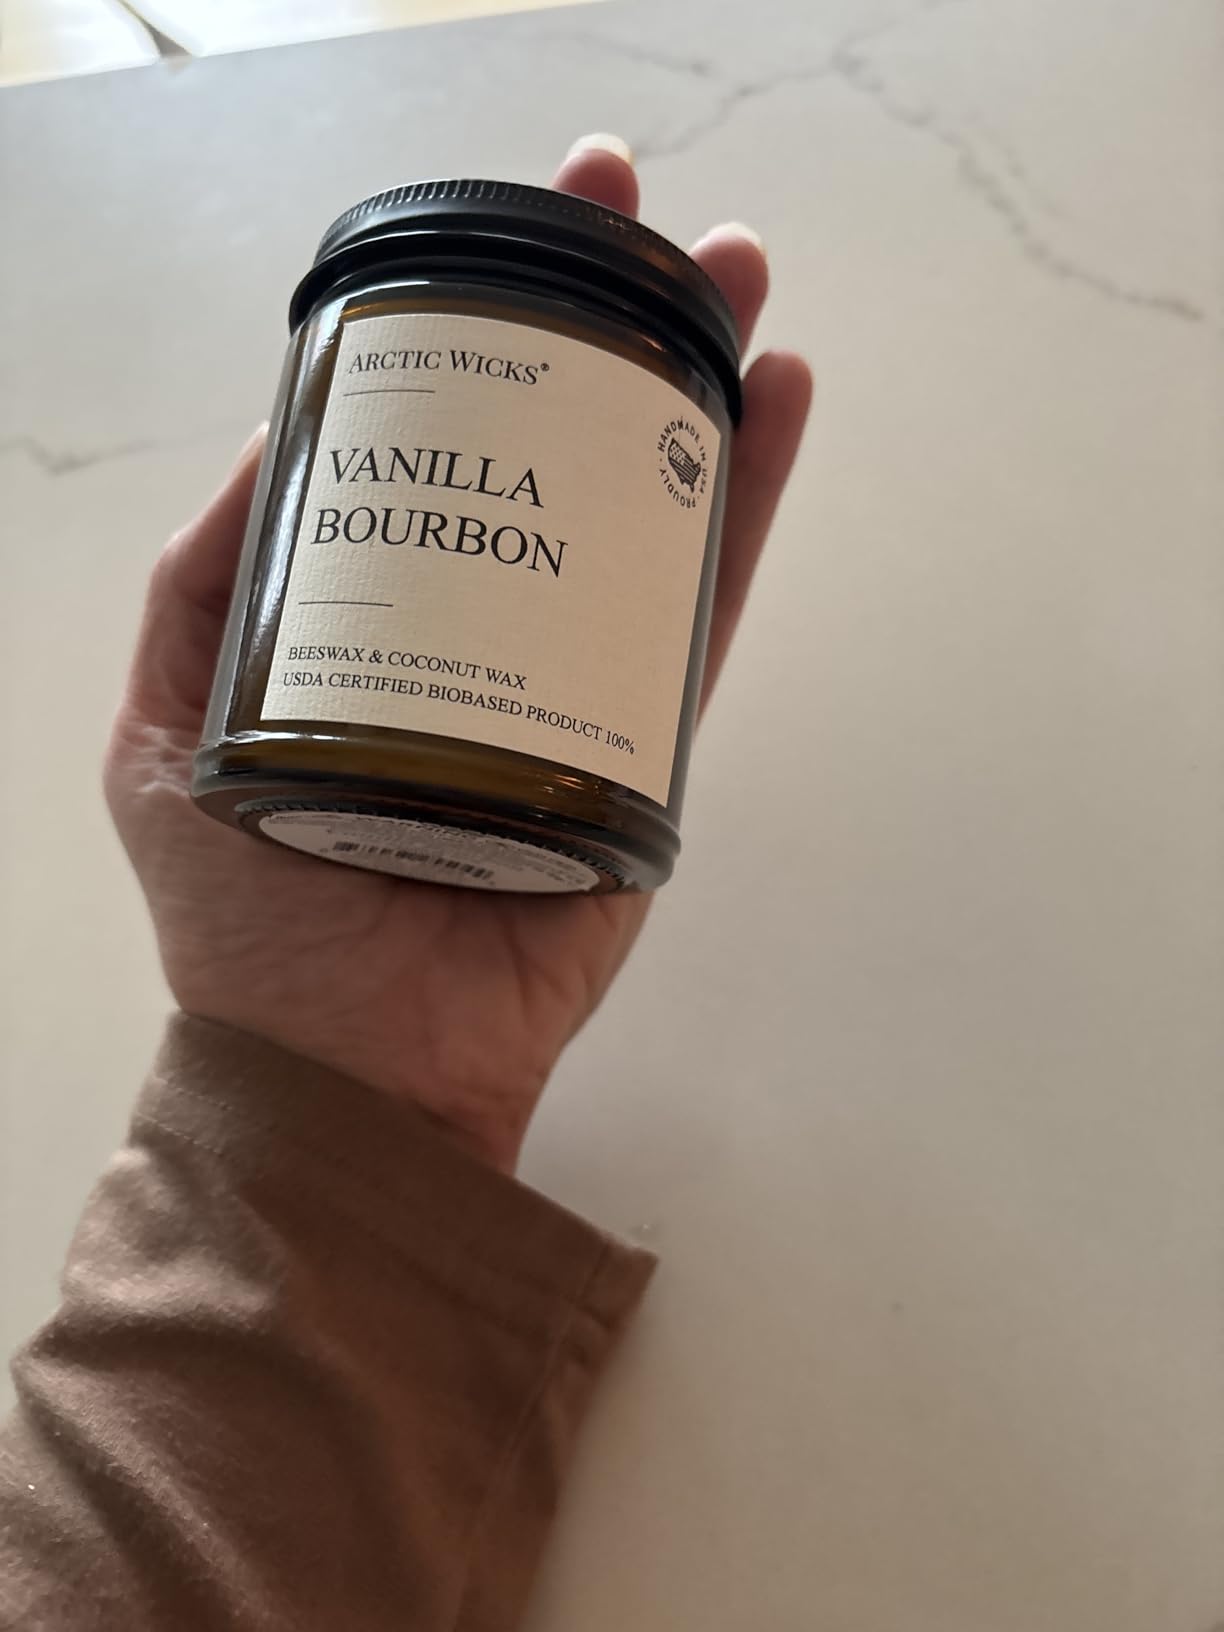 ARCTIC WICKS®
VANILLA
BOURBON
BEESWAX & COCONUT WAX
USDA CERTIFIED BIOBASED PRODUCT 100%
PROUDLY · HANDMADE IN USA ·